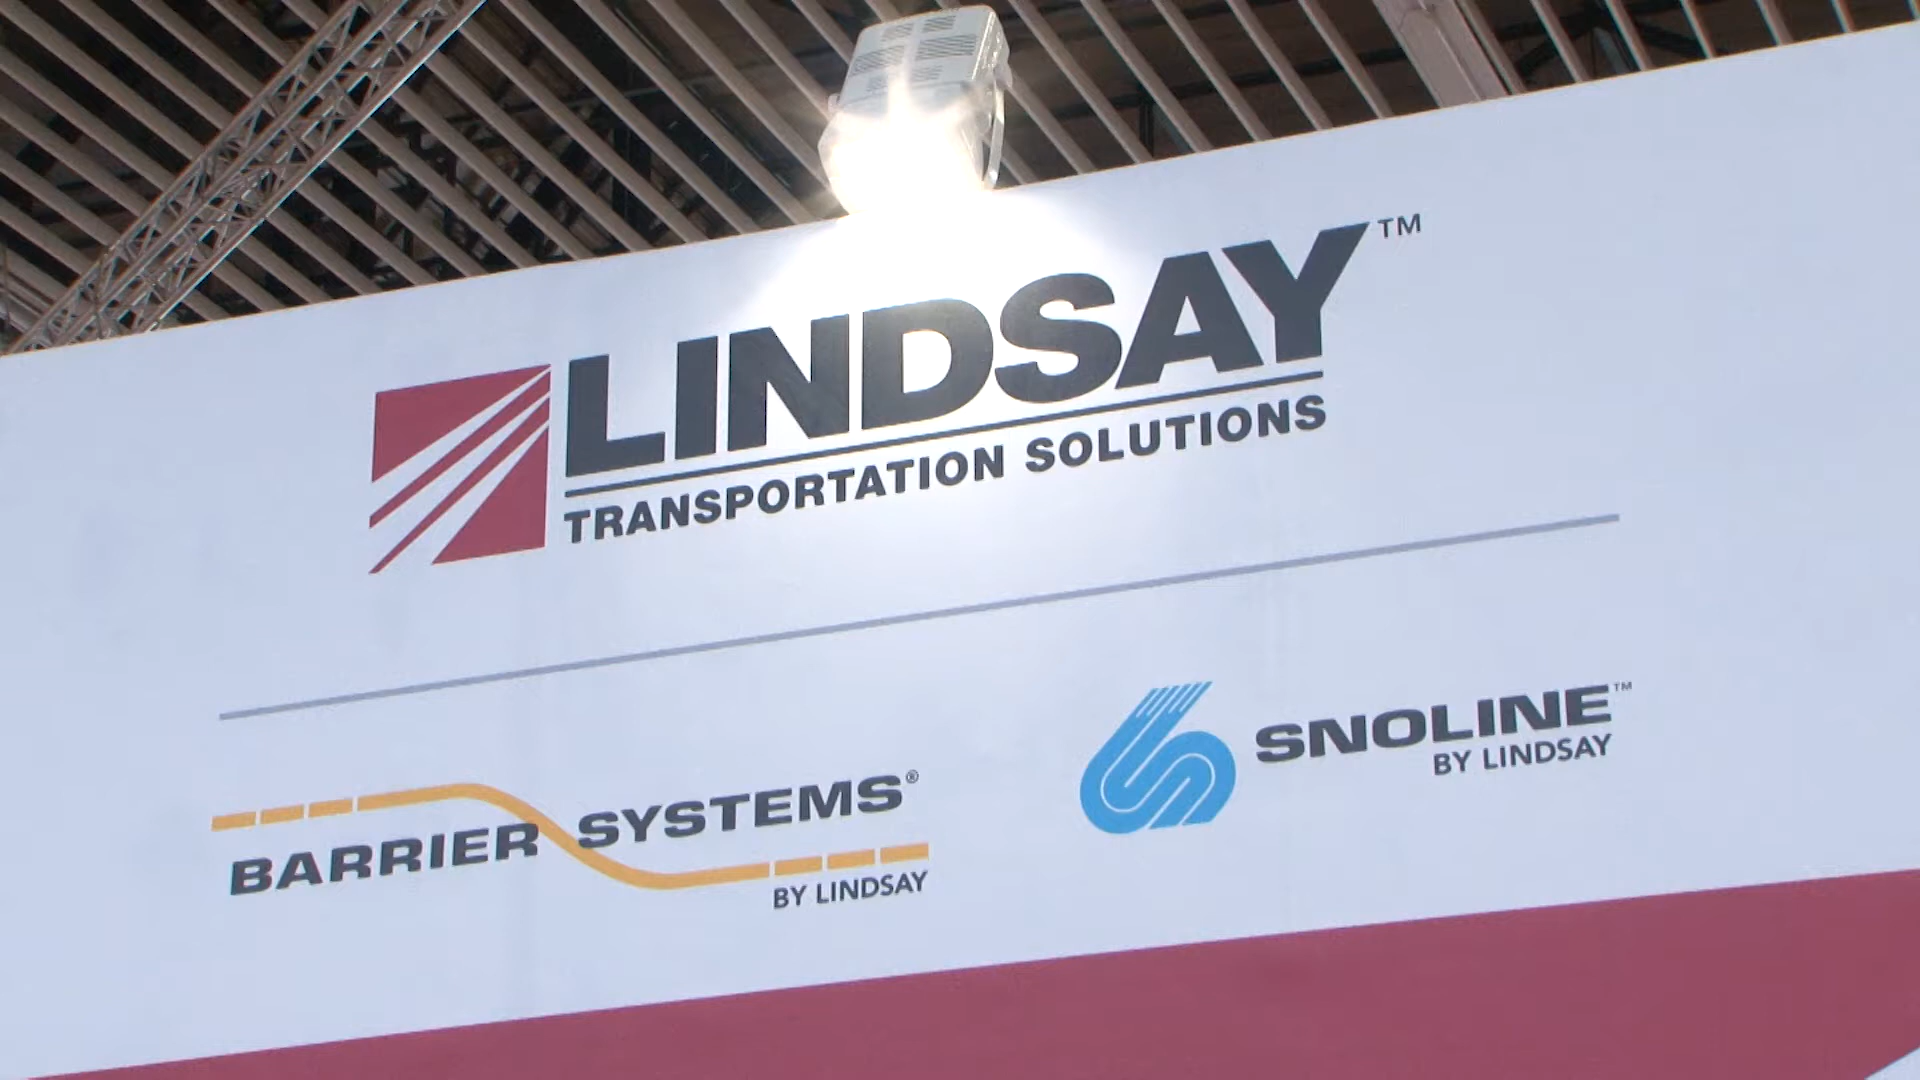 LINDSAY™
TRANSPORTATION SOLUTIONS
BARRIER SYSTEMS®
BY LINDSAY
SNOLINE™
BY LINDSAY